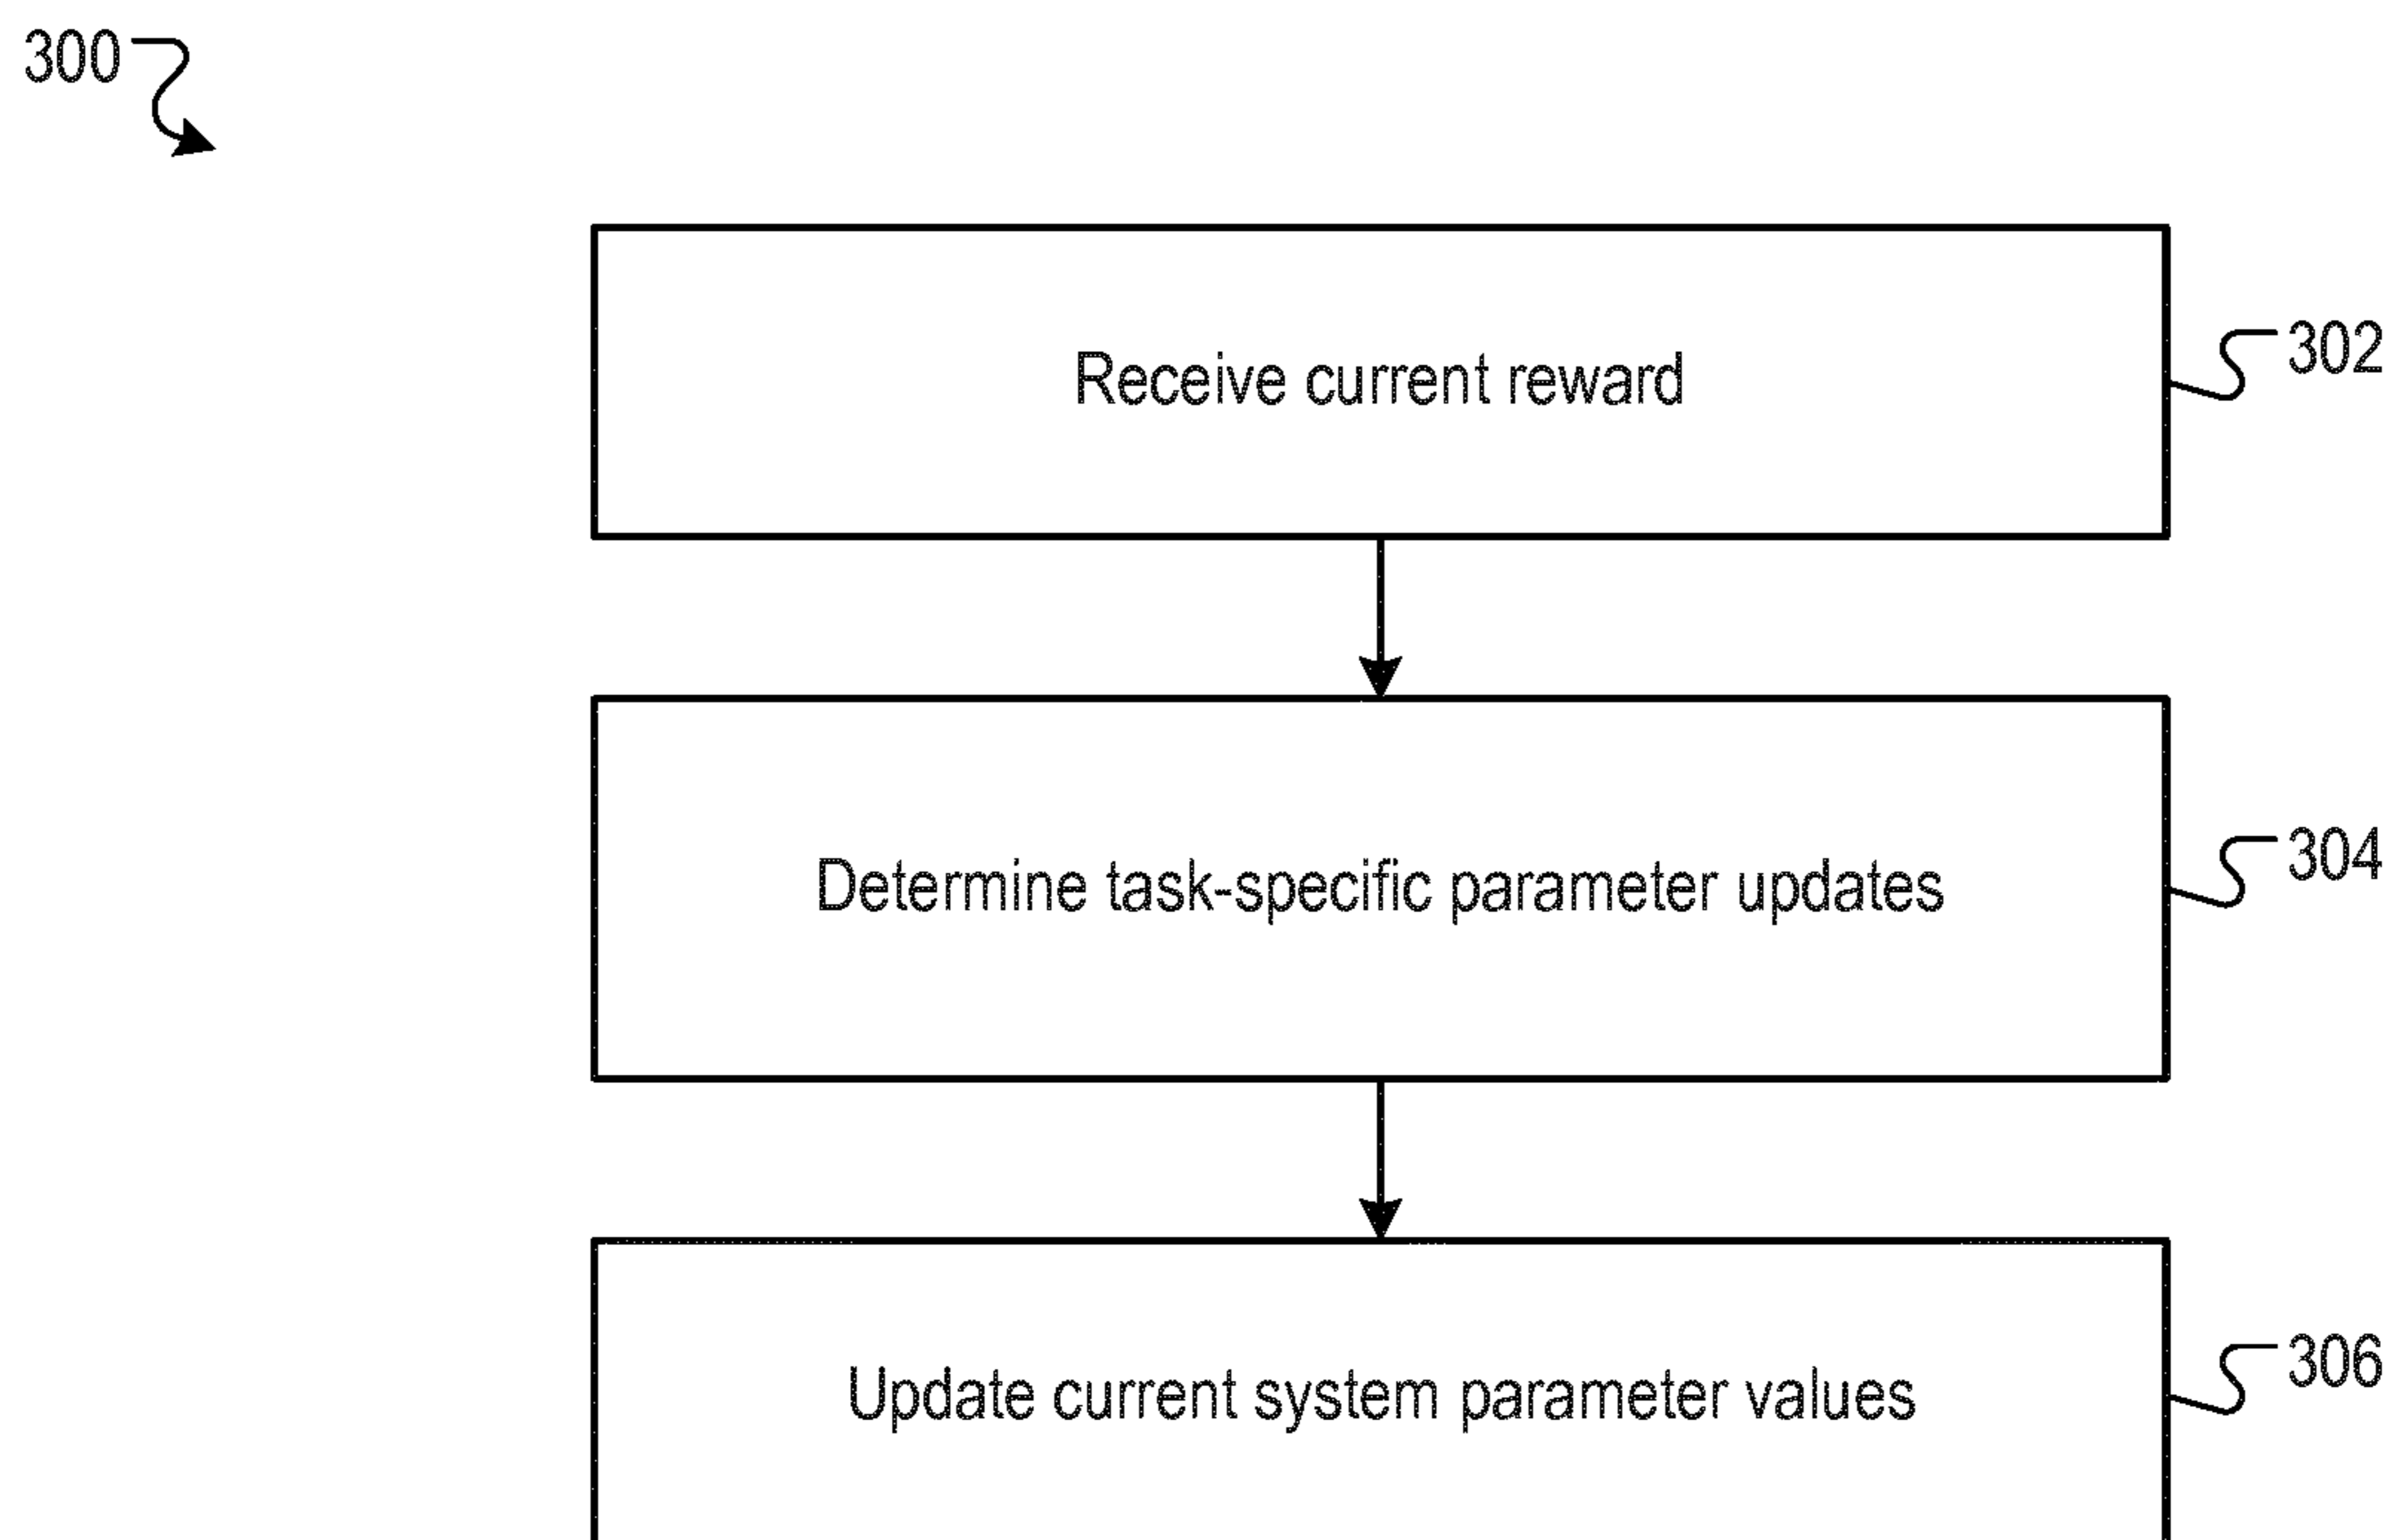 300
Receive current reward
302
Determine task-specific parameter updates
304
Update current system parameter values
306